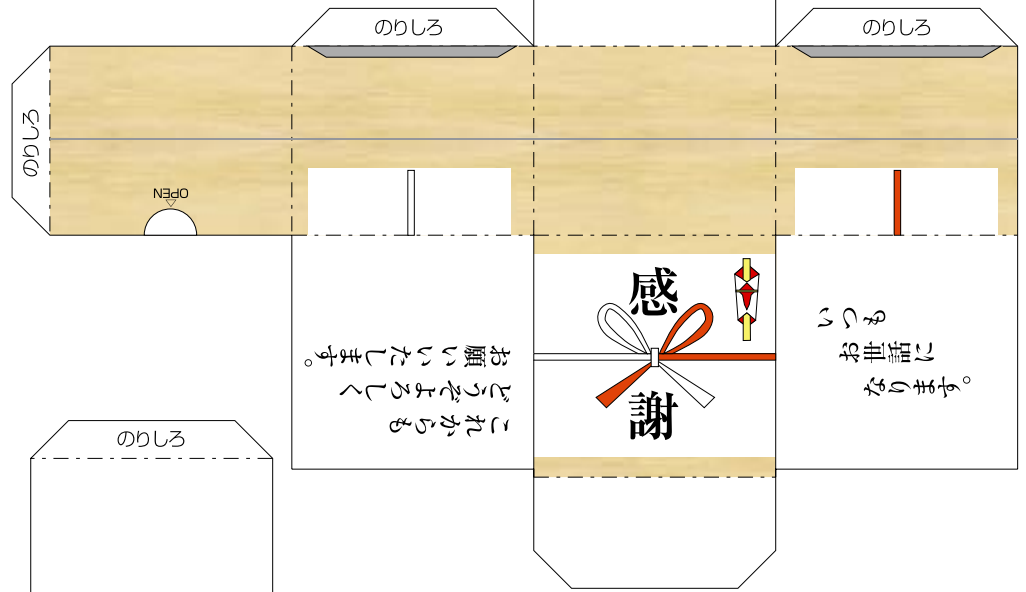 のりしろ
のりしろ
のりしろ
OPEN
感
謝
いつも
お世話に
なります。
これからも
どうぞよろしく
お願いいたします。
のりしろ